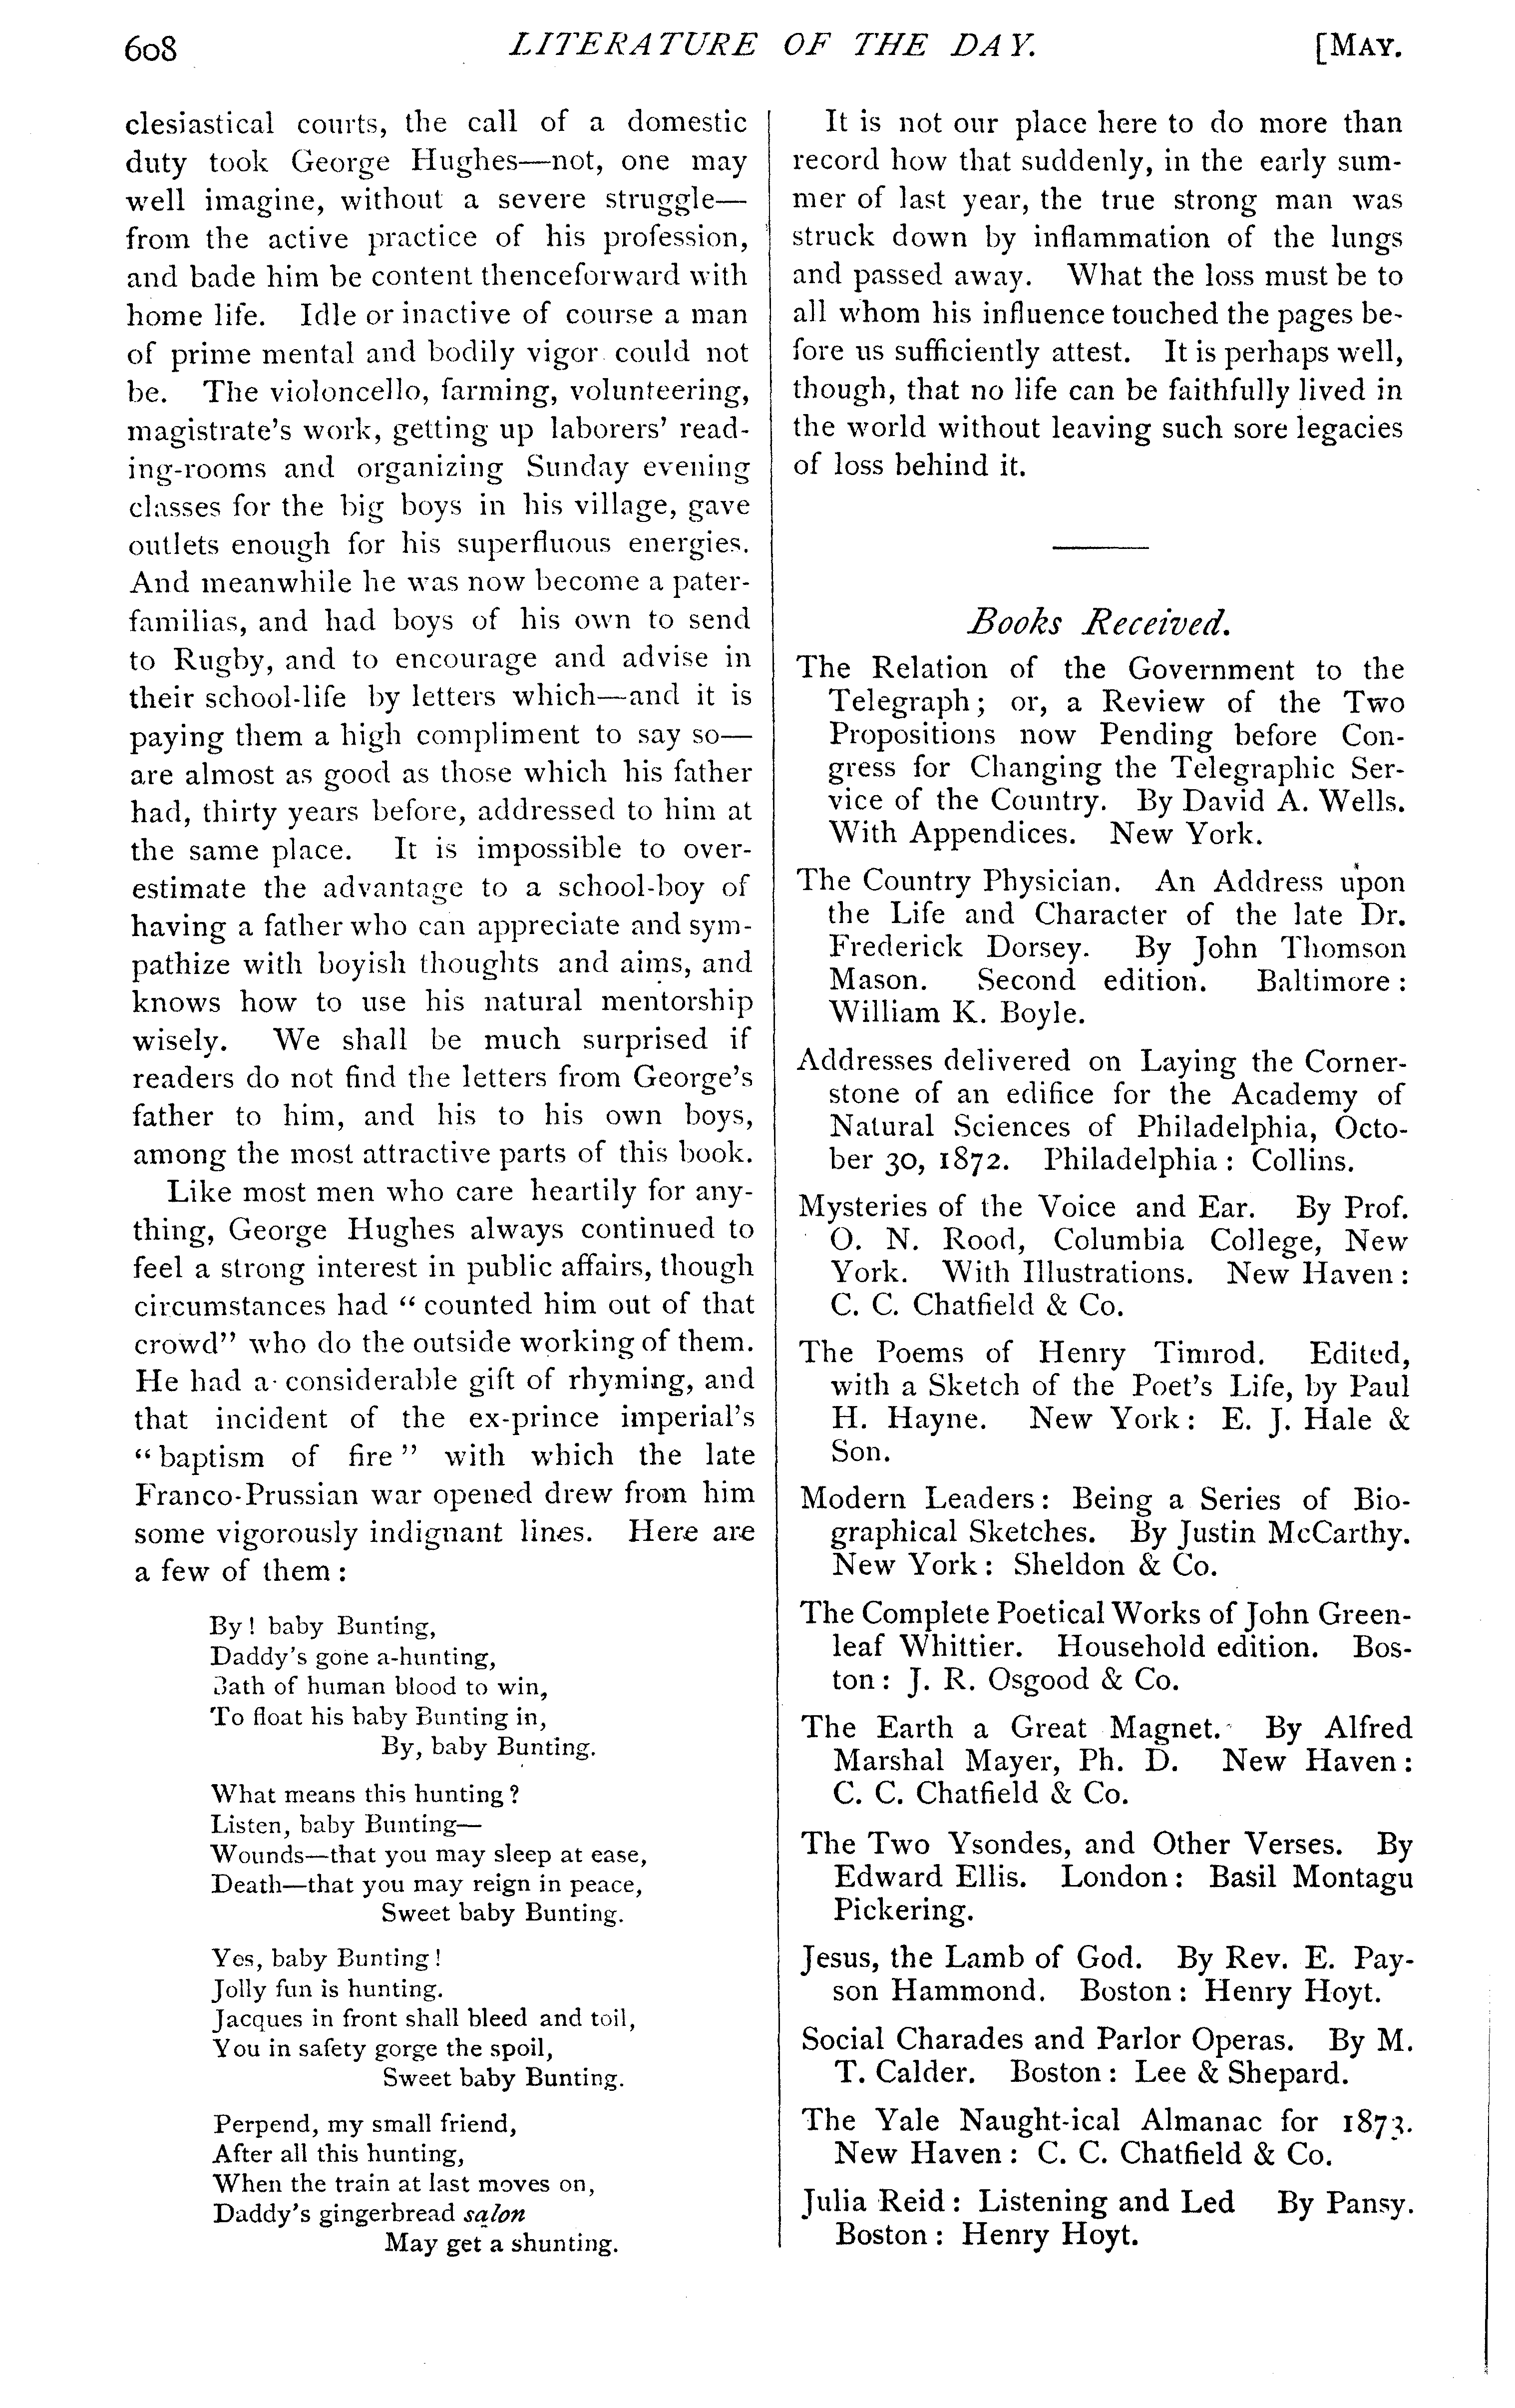 608 LITERATURE OF THE DAY. [MAY.
clesiastical courts, the call of a domestic
duty took George Hughes—not, one may
well imagine, without a severe struggle—
from the active practice of his profession,
and bade him be content thenceforward with
home life. Idle or inactive of course a man
of prime mental and bodily vigor could not
be. The violoncello, farming, volunteering,
magistrate's work, getting up laborers' read-
ing-rooms and organizing Sunday evening
classes for the big boys in his village, gave
outlets enough for his superfluous energies.
And meanwhile he was now become a pater-
familias, and had boys of his own to send
to Rugby, and to encourage and advise in
their school-life by letters which—and it is
paying them a high compliment to say so—
are almost as good as those which his father
had, thirty years before, addressed to him at
the same place. It is impossible to over-
estimate the advantage to a school-boy of
having a father who can appreciate and sym-
pathize with boyish thoughts and aims, and
knows how to use his natural mentorship
wisely. We shall be much surprised if
readers do not find the letters from George's
father to him, and his to his own boys,
among the most attractive parts of this book.
Like most men who care heartily for any-
thing, George Hughes always continued to
feel a strong interest in public affairs, though
circumstances had "counted him out of that
crowd" who do the outside working of them.
He had a considerable gift of rhyming, and
that incident of the ex-prince imperial's
"baptism of fire" with which the late
Franco-Prussian war opened drew from him
some vigorously indignant lines. Here are
a few of them:
By! baby Bunting,
Daddy's gone a-hunting,
Bath of human blood to win,
To float his baby Bunting in,
By, baby Bunting.
What means this hunting?
Listen, baby Bunting—
Wounds—that you may sleep at ease,
Death—that you may reign in peace,
Sweet baby Bunting.
Yes, baby Bunting!
Jolly fun is hunting.
Jacques in front shall bleed and toil,
You in safety gorge the spoil,
Sweet baby Bunting.
Perpend, my small friend,
After all this hunting,
When the train at last moves on,
Daddy's gingerbread salon
May get a shunting.
It is not our place here to do more than
record how that suddenly, in the early sum-
mer of last year, the true strong man was
struck down by inflammation of the lungs
and passed away. What the loss must be to
all whom his influence touched the pages be-
fore us sufficiently attest. It is perhaps well,
though, that no life can be faithfully lived in
the world without leaving such sore legacies
of loss behind it.
Books Received.
The Relation of the Government to the
Telegraph; or, a Review of the Two
Propositions now Pending before Con-
gress for Changing the Telegraphic Ser-
vice of the Country. By David A. Wells.
With Appendices. New York.
The Country Physician. An Address upon
the Life and Character of the late Dr.
Frederick Dorsey. By John Thomson
Mason. Second edition. Baltimore:
William K. Boyle.
Addresses delivered on Laying the Corner-
stone of an edifice for the Academy of
Natural Sciences of Philadelphia, Octo-
ber 30, 1872. Philadelphia: Collins.
Mysteries of the Voice and Ear. By Prof.
O. N. Rood, Columbia College, New
York. With Illustrations. New Haven:
C. C. Chatfield & Co.
The Poems of Henry Timrod. Edited,
with a Sketch of the Poet's Life, by Paul
H. Hayne. New York: E. J. Hale &
Son.
Modern Leaders: Being a Series of Bio-
graphical Sketches. By Justin McCarthy.
New York: Sheldon & Co.
The Complete Poetical Works of John Green-
leaf Whittier. Household edition. Bos-
ton: J. R. Osgood & Co.
The Earth a Great Magnet. By Alfred
Marshal Mayer, Ph. D. New Haven:
C. C. Chatfield & Co.
The Two Ysondes, and Other Verses. By
Edward Ellis. London: Basil Montagu
Pickering.
Jesus, the Lamb of God. By Rev. E. Pay-
son Hammond. Boston: Henry Hoyt.
Social Charades and Parlor Operas. By M.
T. Calder. Boston: Lee & Shepard.
The Yale Naught-ical Almanac for 1873.
New Haven: C. C. Chatfield & Co.
Julia Reid: Listening and Led By Pansy.
Boston: Henry Hoyt.